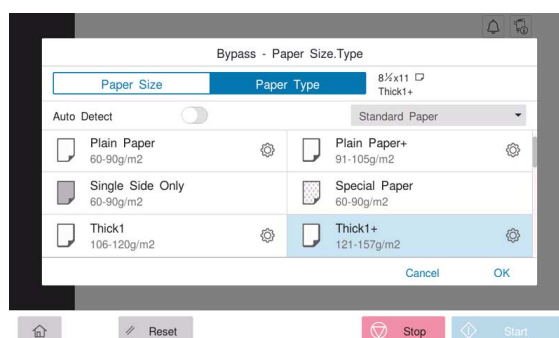 Bypass - Paper Size.Type
Paper Size
Paper Type
8½x11
Thick1+
Auto Detect
Standard Paper
Plain Paper
60-90g/m2
Plain Paper+
91-105g/m2
Single Side Only
60-90g/m2
Special Paper
60-90g/m2
Thick1
106-120g/m2
Thick1+
121-157g/m2
Cancel
OK
Reset
Stop
Start